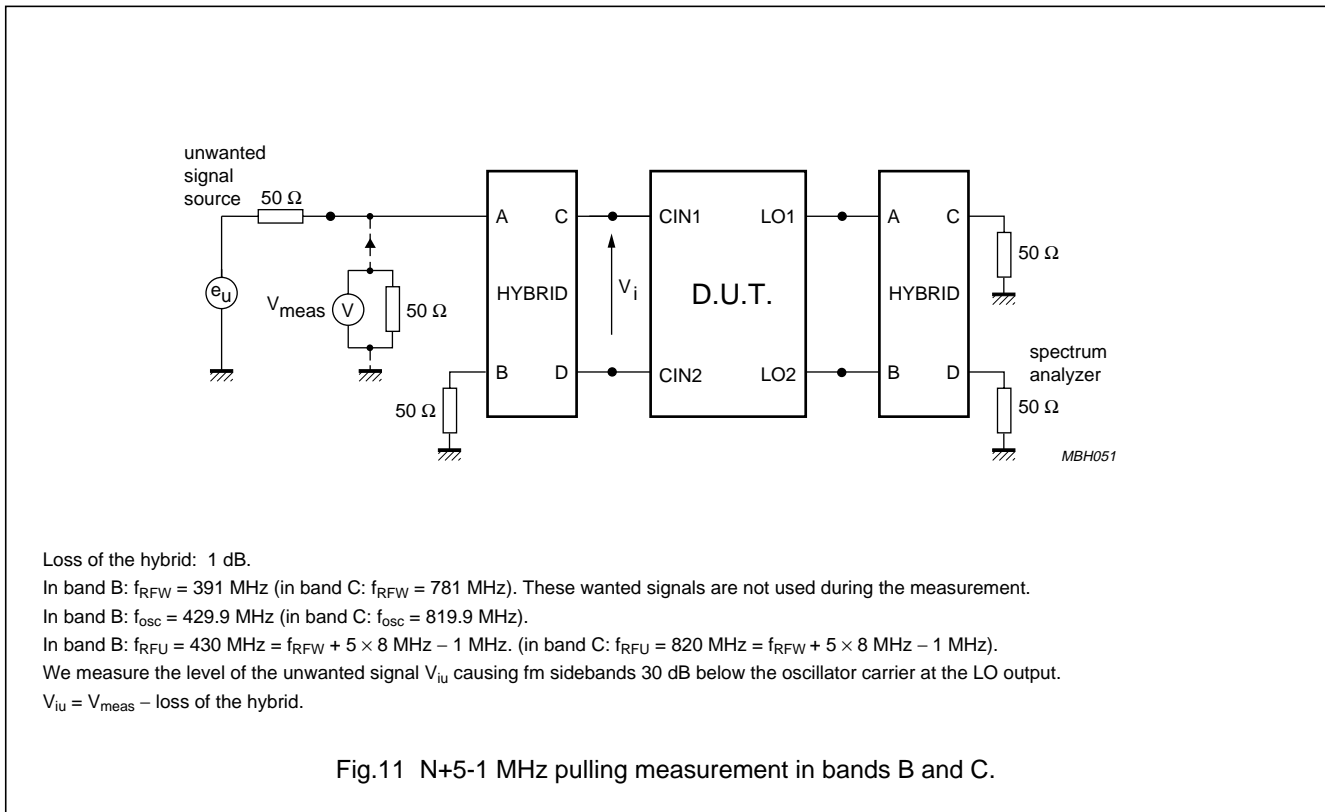 unwanted
signal
source
50 Ω
e_u
V_meas
V
50 Ω
A
C
HYBRID
B
D
50 Ω
V_i
CIN1
LO1
D.U.T.
CIN2
LO2
A
C
HYBRID
B
D
50 Ω
spectrum
analyzer
50 Ω
MBH051
Loss of the hybrid: 1 dB.
In band B: f_RFW = 391 MHz (in band C: f_RFW = 781 MHz). These wanted signals are not used during the measurement.
In band B: f_osc = 429.9 MHz (in band C: f_osc = 819.9 MHz).
In band B: f_RFU = 430 MHz = f_RFW + 5 × 8 MHz − 1 MHz. (in band C: f_RFU = 820 MHz = f_RFW + 5 × 8 MHz − 1 MHz).
We measure the level of the unwanted signal V_iu causing fm sidebands 30 dB below the oscillator carrier at the LO output.
V_iu = V_meas − loss of the hybrid.
Fig.11 N+5-1 MHz pulling measurement in bands B and C.